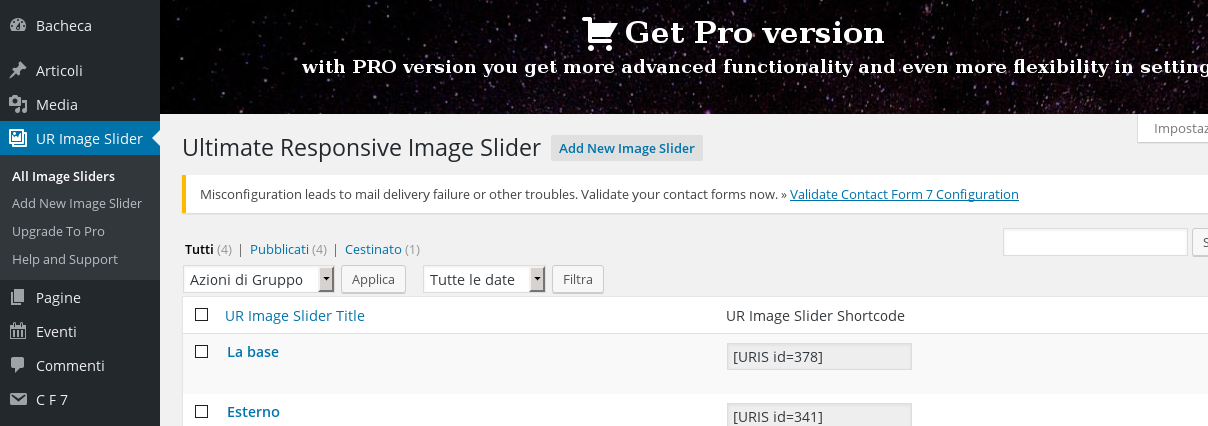 Bacheca
Articoli
Media
UR Image Slider
All Image Sliders
Add New Image Slider
Upgrade To Pro
Help and Support
Pagine
Eventi
Commenti
C F 7
Get Pro version
with PRO version you get more advanced functionality and even more flexibility in setting
Impostaz
Ultimate Responsive Image Slider Add New Image Slider
Misconfiguration leads to mail delivery failure or other troubles. Validate your contact forms now. » Validate Contact Form 7 Configuration
Tutti (4) | Pubblicati (4) | Cestinato (1)
S
Azioni di Gruppo Applica Tutte le date Filtra
UR Image Slider Title UR Image Slider Shortcode
La base [URIS id=378]
Esterno [URIS id=341]